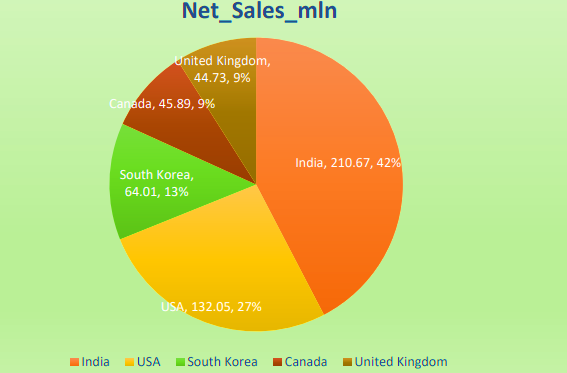 Net_Sales_mln
United Kingdom,
44.73, 9%
Canada, 45.89, 9%
India, 210.67, 42%
South Korea,
64.01, 13%
USA, 132.05, 27%
India USA South Korea Canada United Kingdom